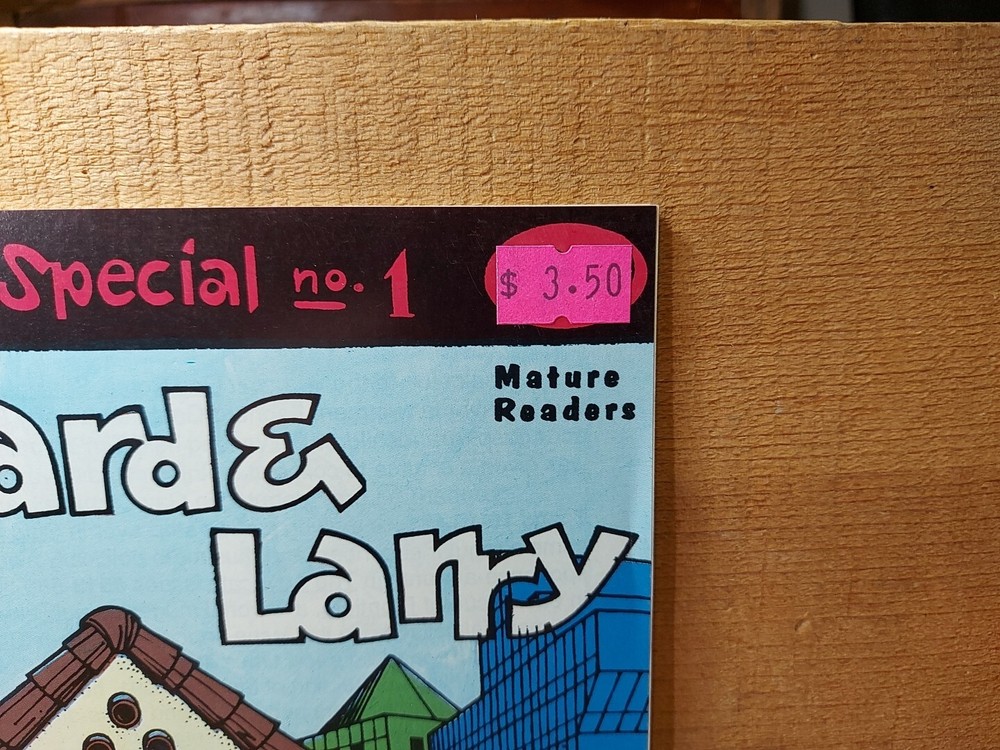 Special no. 1
$ 3.50
Mature
Readers
ard &
Larry